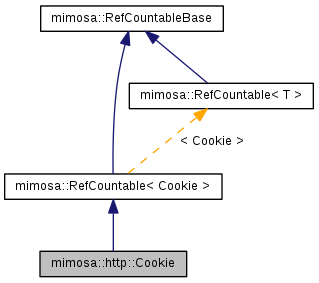 mimosa::RefCountableBase
mimosa::RefCountable< T >
< Cookie >
mimosa::RefCountable< Cookie >
mimosa::http::Cookie